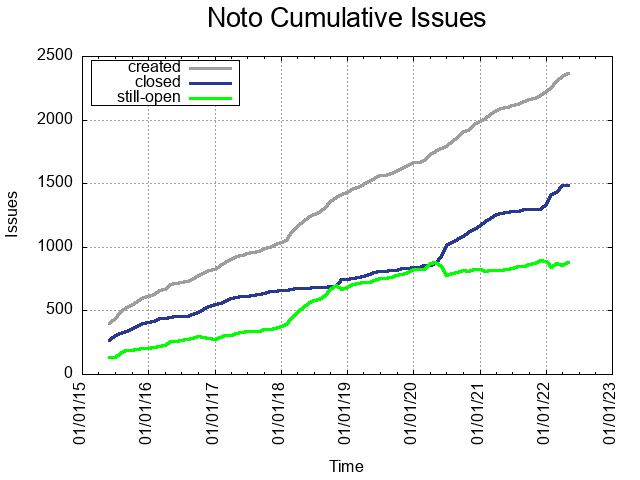 Noto Cumulative Issues
created
closed
still-open
2500
2000
1500
1000
500
0
Issues
01/01/15
01/01/16
01/01/17
01/01/18
01/01/19
01/01/20
01/01/21
01/01/22
01/01/23
Time